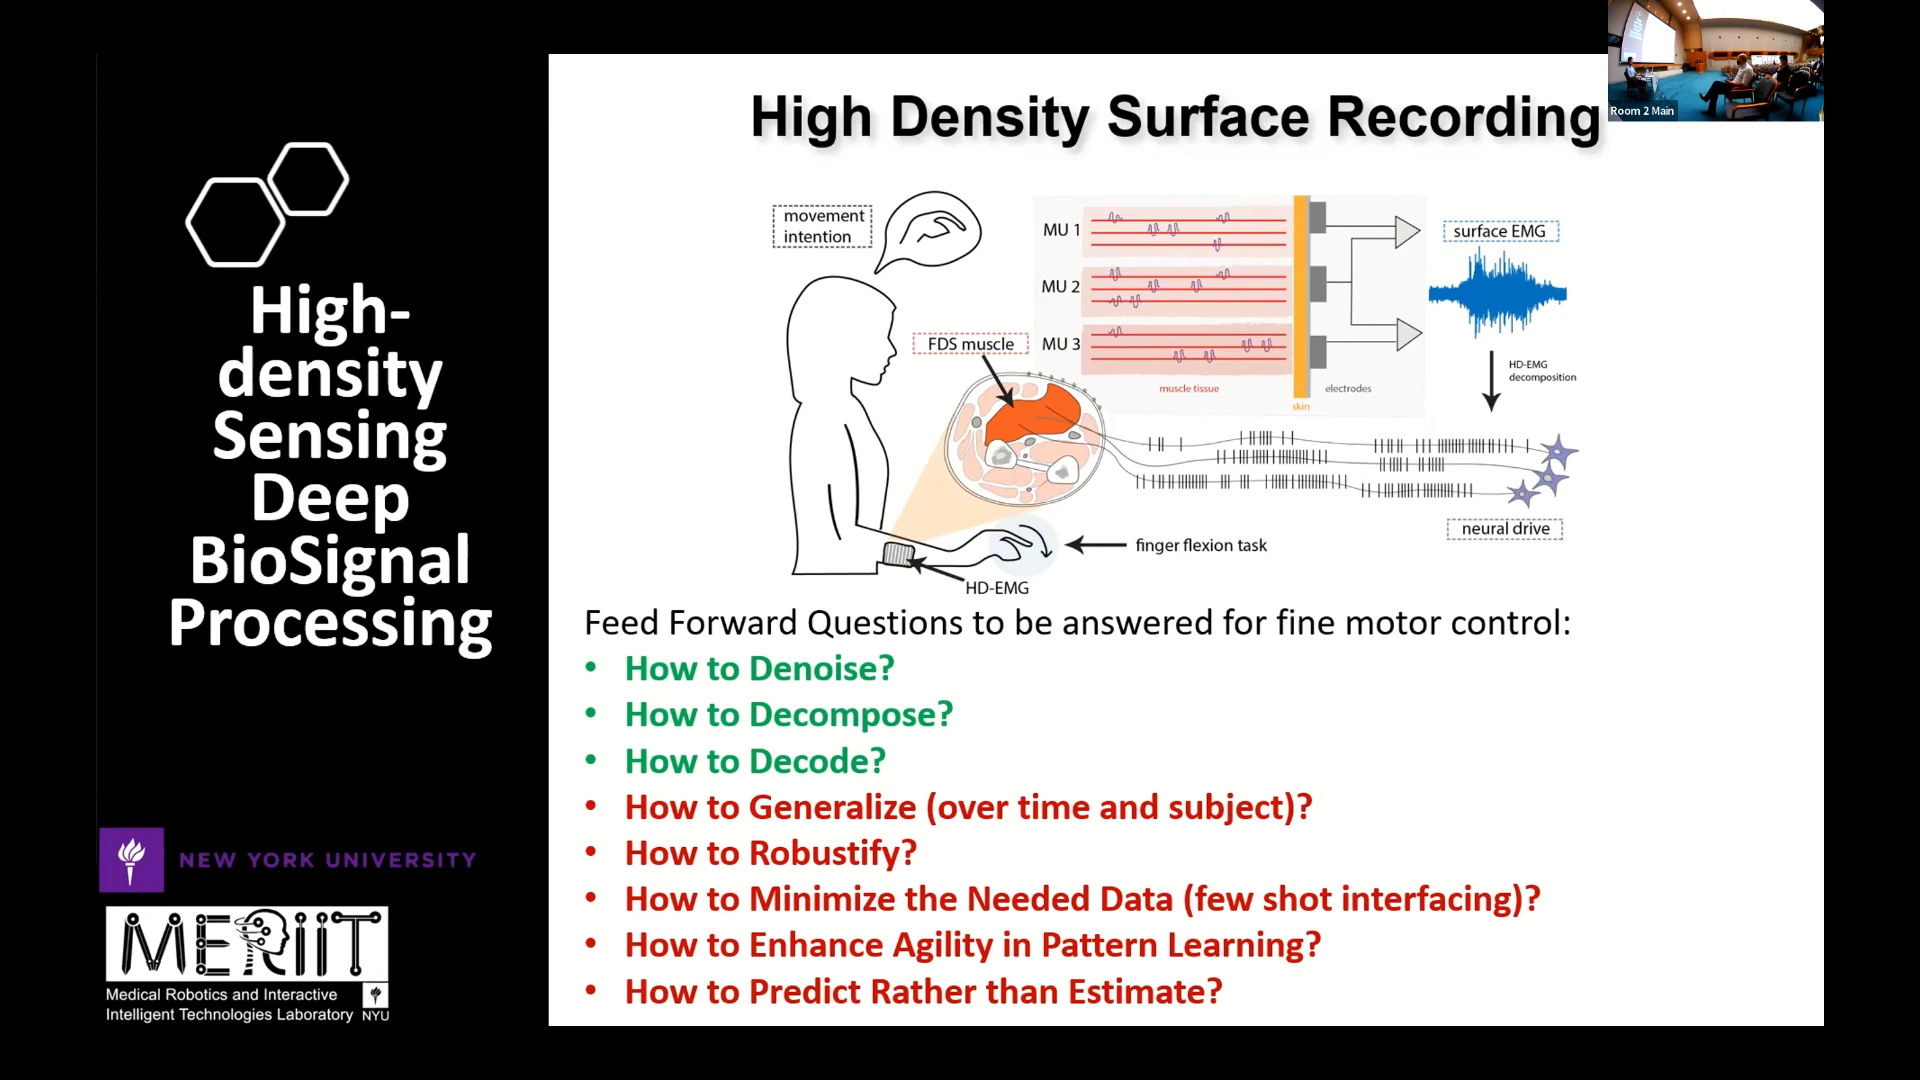 High-
density
Sensing
Deep
BioSignal
Processing
NEW YORK UNIVERSITY
MERIIT
Medical Robotics and Interactive
Intelligent Technologies Laboratory
NYU
High Density Surface Recording
Room 2 Main
movement
intention
MU 1
MU 2
MU 3
muscle tissue
skin
electrodes
surface EMG
HD-EMG
decomposition
FDS muscle
neural drive
finger flexion task
HD-EMG
Feed Forward Questions to be answered for fine motor control:
• How to Denoise?
• How to Decompose?
• How to Decode?
• How to Generalize (over time and subject)?
• How to Robustify?
• How to Minimize the Needed Data (few shot interfacing)?
• How to Enhance Agility in Pattern Learning?
• How to Predict Rather than Estimate?